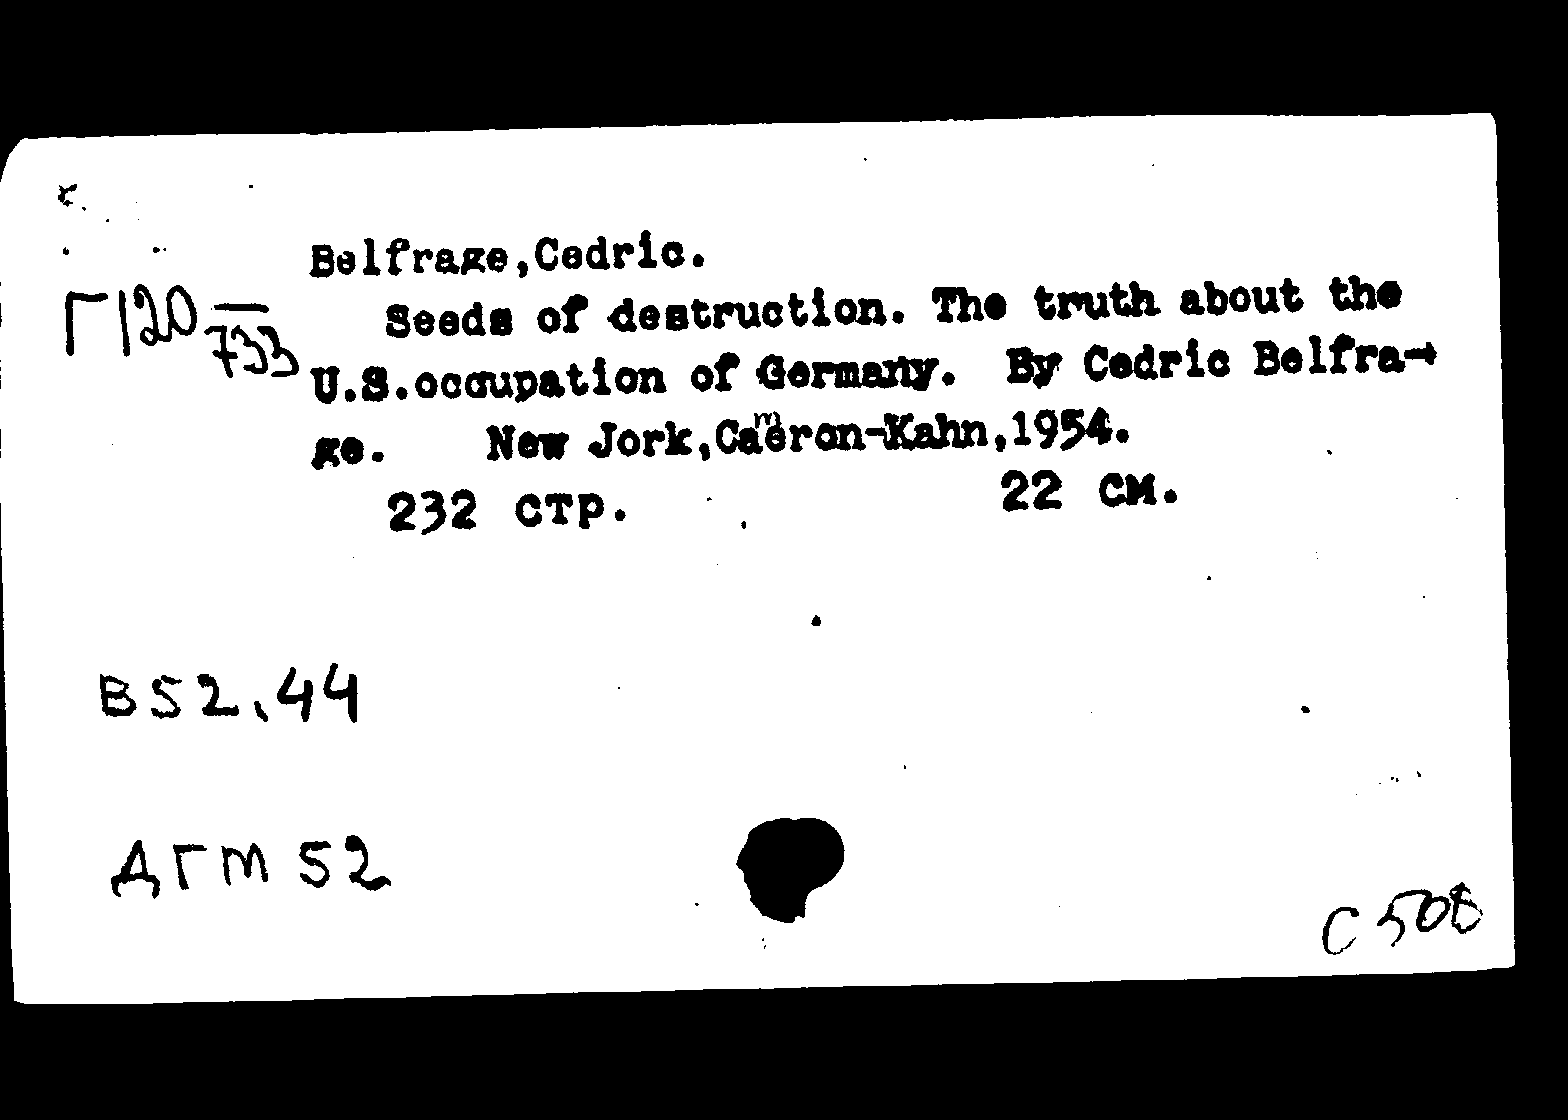 Belfrage,Cedric.
Г120-733
Seeds of destruction. The truth about the
U.S.occupation of Germany. By Cedric Belfra-
ge. New Jork,Cameron-Kahn,1954.
232 стр. 22 см.
В52.44
ДГМ 52
С 508